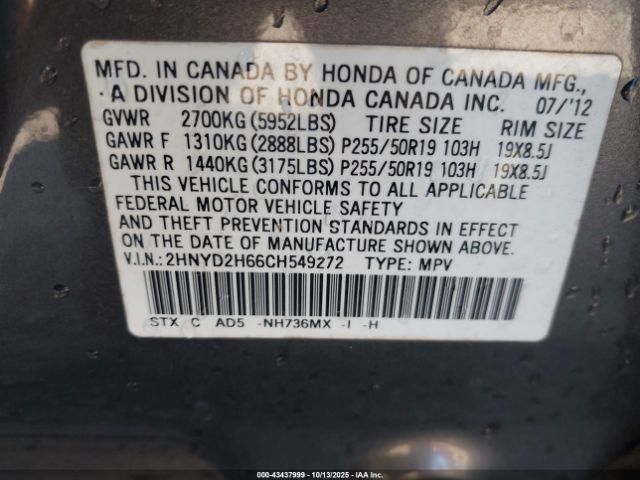 MFD. IN CANADA BY HONDA OF CANADA MFG.,
A DIVISION OF HONDA CANADA INC. 07/'12
GVWR 2700KG(5952LBS) TIRE SIZE RIM SIZE
GAWR F 1310KG(2888LBS) P255/50R19 103H 19X8.5J
GAWR R 1440KG(3175LBS) P255/50R19 103H 19X8.5J
THIS VEHICLE CONFORMS TO ALL APPLICABLE
FEDERAL MOTOR VEHICLE SAFETY
AND THEFT PREVENTION STANDARDS IN EFFECT
ON THE DATE OF MANUFACTURE SHOWN ABOVE.
V.I.N.:2HNYD2H66CH549272 TYPE: MPV
STX C AD5 -NH736MX -I -H
000-43437999 - 10/13/2025 - IAA Inc.